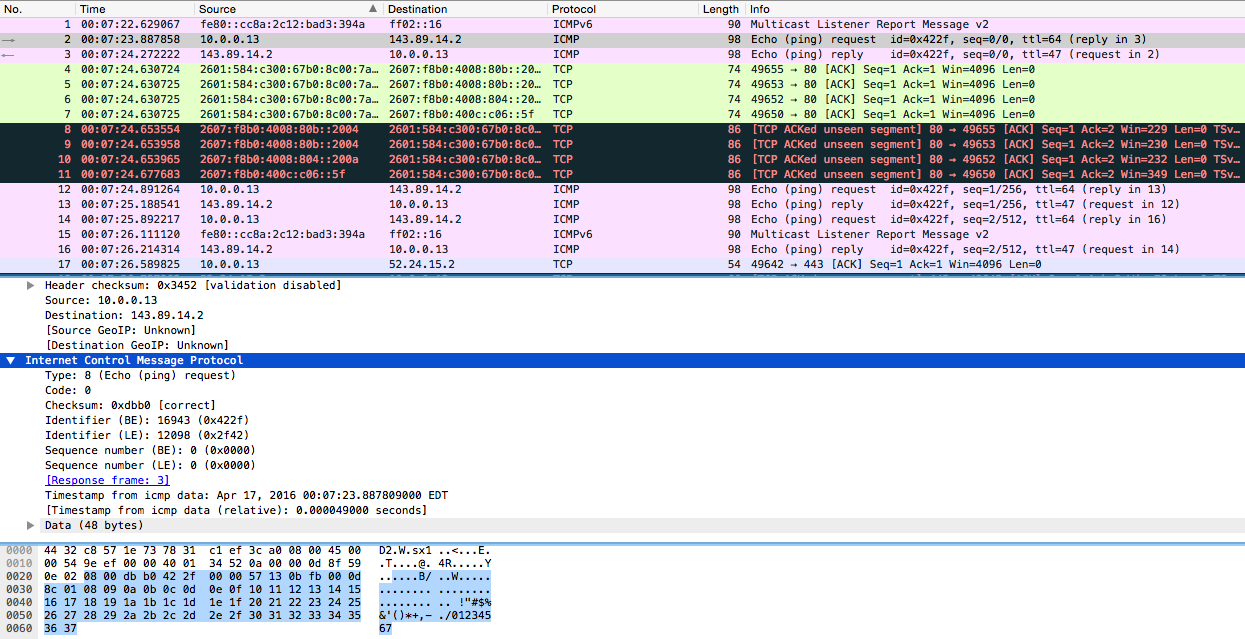 No. Time Source Destination Protocol Length Info
1 00:07:22.629067 fe80::cc8a:2c12:bad3:394a ff02::16 ICMPv6 90 Multicast Listener Report Message v2
2 00:07:23.887858 10.0.0.13 143.89.14.2 ICMP 98 Echo (ping) request id=0x422f, seq=0/0, ttl=64 (reply in 3)
3 00:07:24.272222 143.89.14.2 10.0.0.13 ICMP 98 Echo (ping) reply id=0x422f, seq=0/0, ttl=47 (request in 2)
4 00:07:24.630724 2601:584:c300:67b0:8c00:7a… 2607:f8b0:4008:80b::20… TCP 74 49655 → 80 [ACK] Seq=1 Ack=1 Win=4096 Len=0
5 00:07:24.630725 2601:584:c300:67b0:8c00:7a… 2607:f8b0:4008:80b::20… TCP 74 49653 → 80 [ACK] Seq=1 Ack=1 Win=4096 Len=0
6 00:07:24.630725 2601:584:c300:67b0:8c00:7a… 2607:f8b0:4008:804::20… TCP 74 49652 → 80 [ACK] Seq=1 Ack=1 Win=4096 Len=0
7 00:07:24.630725 2601:584:c300:67b0:8c00:7a… 2607:f8b0:400c:c06::5f TCP 74 49650 → 80 [ACK] Seq=1 Ack=1 Win=4096 Len=0
8 00:07:24.653554 2607:f8b0:4008:80b::2004 2601:584:c300:67b0:8c0… TCP 86 [TCP ACKed unseen segment] 80 → 49655 [ACK] Seq=1 Ack=2 Win=229 Len=0 TSv…
9 00:07:24.653958 2607:f8b0:4008:80b::2004 2601:584:c300:67b0:8c0… TCP 86 [TCP ACKed unseen segment] 80 → 49653 [ACK] Seq=1 Ack=2 Win=230 Len=0 TSv…
10 00:07:24.653965 2607:f8b0:4008:804::200a 2601:584:c300:67b0:8c0… TCP 86 [TCP ACKed unseen segment] 80 → 49652 [ACK] Seq=1 Ack=2 Win=232 Len=0 TSv…
11 00:07:24.677683 2607:f8b0:400c:c06::5f 2601:584:c300:67b0:8c0… TCP 86 [TCP ACKed unseen segment] 80 → 49650 [ACK] Seq=1 Ack=2 Win=349 Len=0 TSv…
12 00:07:24.891264 10.0.0.13 143.89.14.2 ICMP 98 Echo (ping) request id=0x422f, seq=1/256, ttl=64 (reply in 13)
13 00:07:25.188541 143.89.14.2 10.0.0.13 ICMP 98 Echo (ping) reply id=0x422f, seq=1/256, ttl=47 (request in 12)
14 00:07:25.892217 10.0.0.13 143.89.14.2 ICMP 98 Echo (ping) request id=0x422f, seq=2/512, ttl=64 (reply in 16)
15 00:07:26.111120 fe80::cc8a:2c12:bad3:394a ff02::16 ICMPv6 90 Multicast Listener Report Message v2
16 00:07:26.214314 143.89.14.2 10.0.0.13 ICMP 98 Echo (ping) reply id=0x422f, seq=2/512, ttl=47 (request in 14)
17 00:07:26.589825 10.0.0.13 52.24.15.2 TCP 54 49642 → 443 [ACK] Seq=1 Ack=1 Win=4096 Len=0
Header checksum: 0x3452 [validation disabled]
Source: 10.0.0.13
Destination: 143.89.14.2
[Source GeoIP: Unknown]
[Destination GeoIP: Unknown]
Internet Control Message Protocol
Type: 8 (Echo (ping) request)
Code: 0
Checksum: 0xdbb0 [correct]
Identifier (BE): 16943 (0x422f)
Identifier (LE): 12098 (0x2f42)
Sequence number (BE): 0 (0x0000)
Sequence number (LE): 0 (0x0000)
[Response frame: 3]
Timestamp from icmp data: Apr 17, 2016 00:07:23.887809000 EDT
[Timestamp from icmp data (relative): 0.000049000 seconds]
Data (48 bytes)
0000 44 32 c8 57 1e 73 78 31 c1 ef 3c a0 08 00 45 00 D2.W.sx1 ..<...E.
0010 00 54 9e ef 00 00 40 01 34 52 0a 00 00 0d 8f 59 .T....@. 4R.....Y
0020 0e 02 08 00 db b0 42 2f 00 00 57 13 0b fb 00 0d ......B/ ..W.....
0030 8c 01 08 09 0a 0b 0c 0d 0e 0f 10 11 12 13 14 15 ........ ........
0040 16 17 18 19 1a 1b 1c 1d 1e 1f 20 21 22 23 24 25 ........ .. !"#$%
0050 26 27 28 29 2a 2b 2c 2d 2e 2f 30 31 32 33 34 35 &'()*+,- ./012345
0060 36 37 67